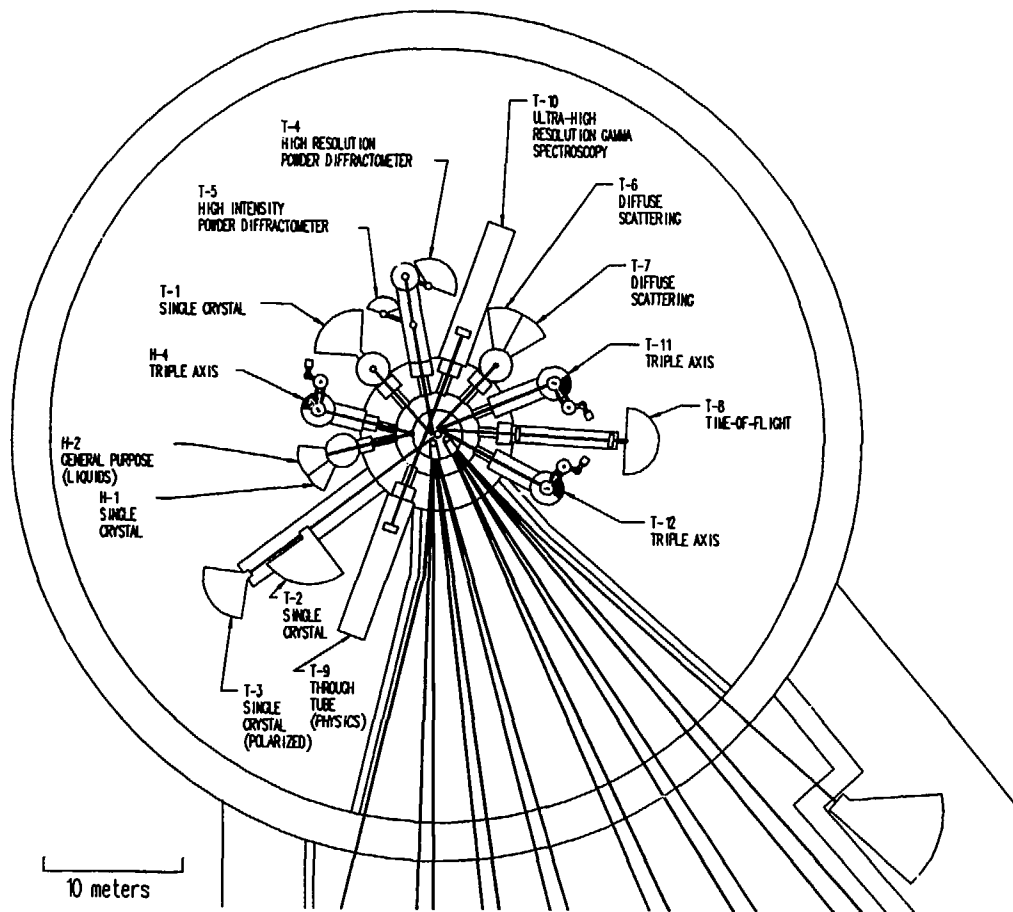 T-10
ULTRA-HIGH
RESOLUTION GAMMA
SPECTROSCOPY
T-4
HIGH RESOLUTION
POWDER DIFFRACTOMETER
T-6
DIFFUSE
SCATTERING
T-5
HIGH INTENSITY
POWDER DIFFRACTOMETER
T-7
DIFFUSE
SCATTERING
T-1
SINGLE CRYSTAL
T-11
TRIPLE AXIS
H-4
TRIPLE AXIS
T-8
TIME-OF-FLIGHT
H-2
GENERAL PURPOSE
(LIQUIDS)
H-1
SINGLE
CRYSTAL
T-12
TRIPLE AXIS
T-2
SINGLE
CRYSTAL
T-9
THROUGH
TUBE
(PHYSICS)
T-3
SINGLE
CRYSTAL
(POLARIZED)
10 meters